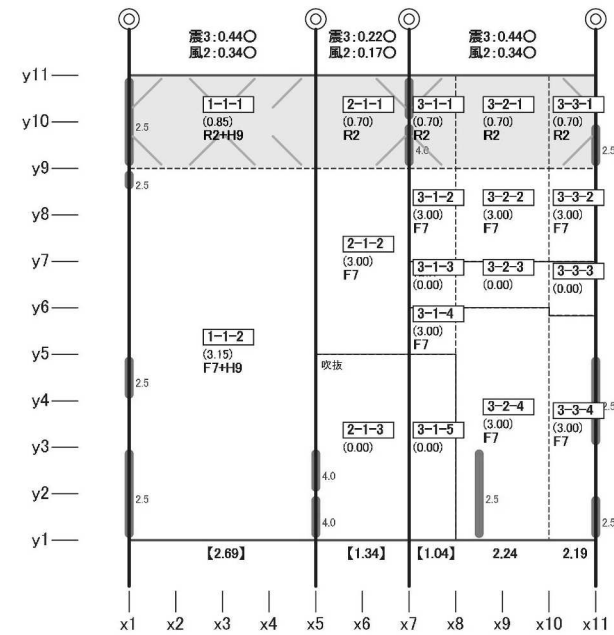 震3:0.44○
風2:0.34○
震3:0.22○
風2:0.17○
震3:0.44○
風2:0.34○
y11
1-1-1
(0.85)
R2+H9
2-1-1
(0.70)
R2
3-1-1
(0.70)
R2
3-2-1
(0.70)
R2
3-3-1
(0.70)
R2
y10
2.5
4.0
2.5
y9
2.5
3-1-2
(3.00)
F7
3-2-2
(3.00)
F7
3-3-2
(3.00)
F7
y8
2-1-2
(3.00)
F7
y7
3-1-3
(0.00)
3-2-3
(0.00)
3-3-3
(0.00)
y6
3-1-4
(3.00)
F7
1-1-2
(3.15)
F7+H9
y5
吹抜
2.5
y4
3-2-4
(3.00)
F7
3-3-4
(3.00)
F7
2.5
2-1-3
(0.00)
3-1-5
(0.00)
y3
4.0
y2
2.5
2.5
4.0
2.5
y1
【2.69】
【1.34】
【1.04】
2.24
2.19
x1 x2 x3 x4 x5 x6 x7 x8 x9 x10 x11